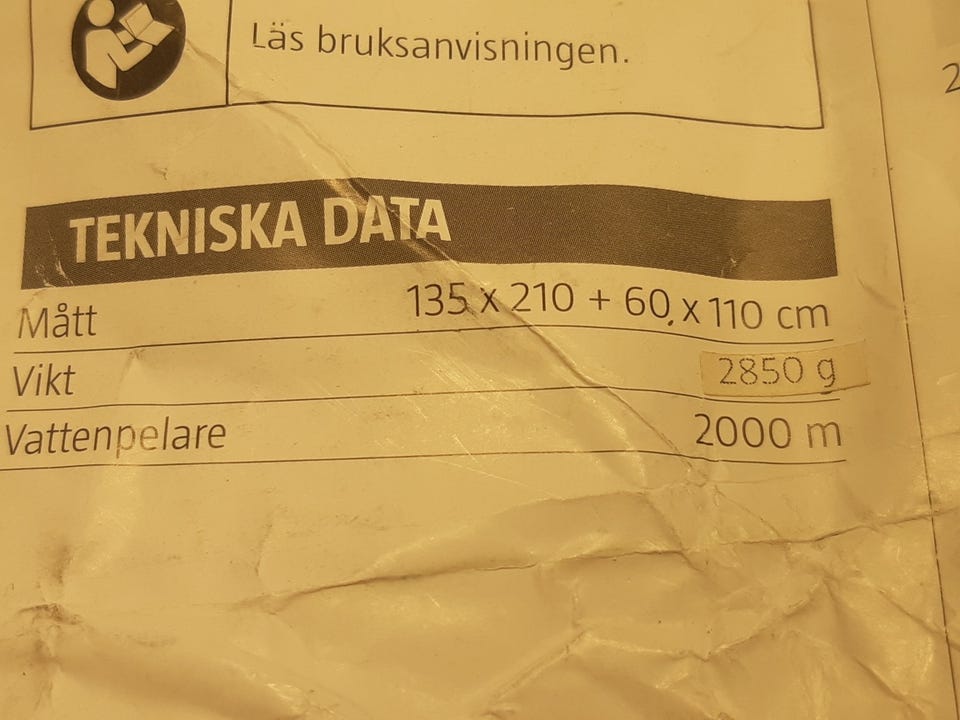 Läs bruksanvisningen.
TEKNISKA DATA
Mått 135 x 210 + 60 x 110 cm
Vikt 2850 g
Vattenpelare 2000 m